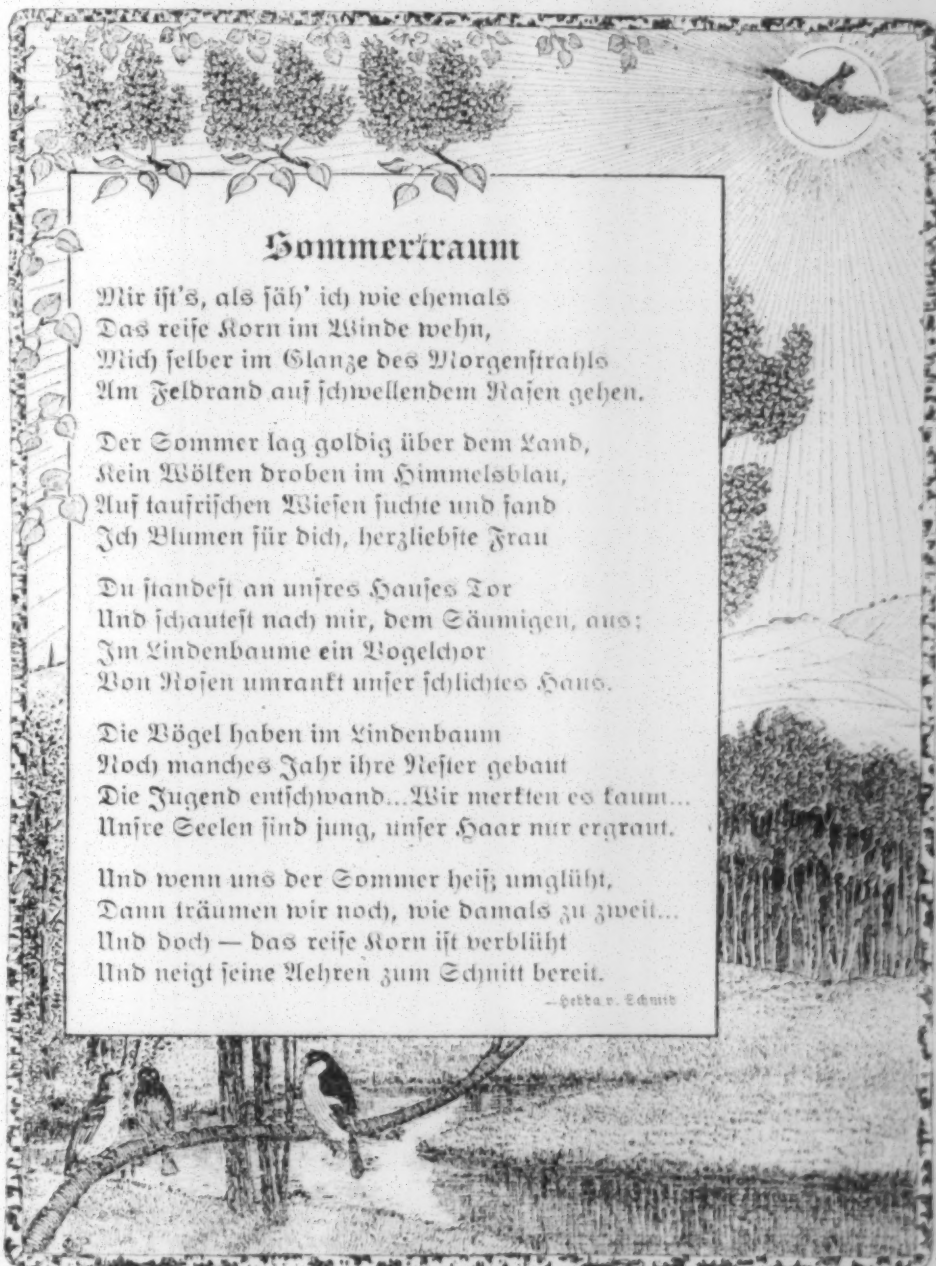 Sommertraum
Mir ist's, als säh' ich wie ehemals
Das reife Korn im Winde wehn,
Mich selber im Glanze des Morgenstrahls
Am Feldrand auf schwellendem Rasen gehen.
Der Sommer lag goldig über dem Land,
Kein Wölken droben im Himmelsblau,
Auf taufrischen Wiesen suchte und fand
Ich Blumen für dich, herzliebste Frau
Du standest an unsres Hauses Tor
Und schautest nach mir, dem Säumigen, aus;
Im Lindenbaume ein Vogelchor
Von Rosen umrankt unser schlichtes Haus.
Die Vögel haben im Lindenbaum
Noch manches Jahr ihre Nester gebaut
Die Jugend entschwand...Wir merkten es kaum...
Unsre Seelen sind jung, unser Haar nur ergraut.
Und wenn uns der Sommer heiß umglüht,
Dann träumen wir noch, wie damals zu zweit...
Und doch — das reife Korn ist verblüht
Und neigt seine Aehren zum Schnitt bereit.
—Hedda v. Schmid